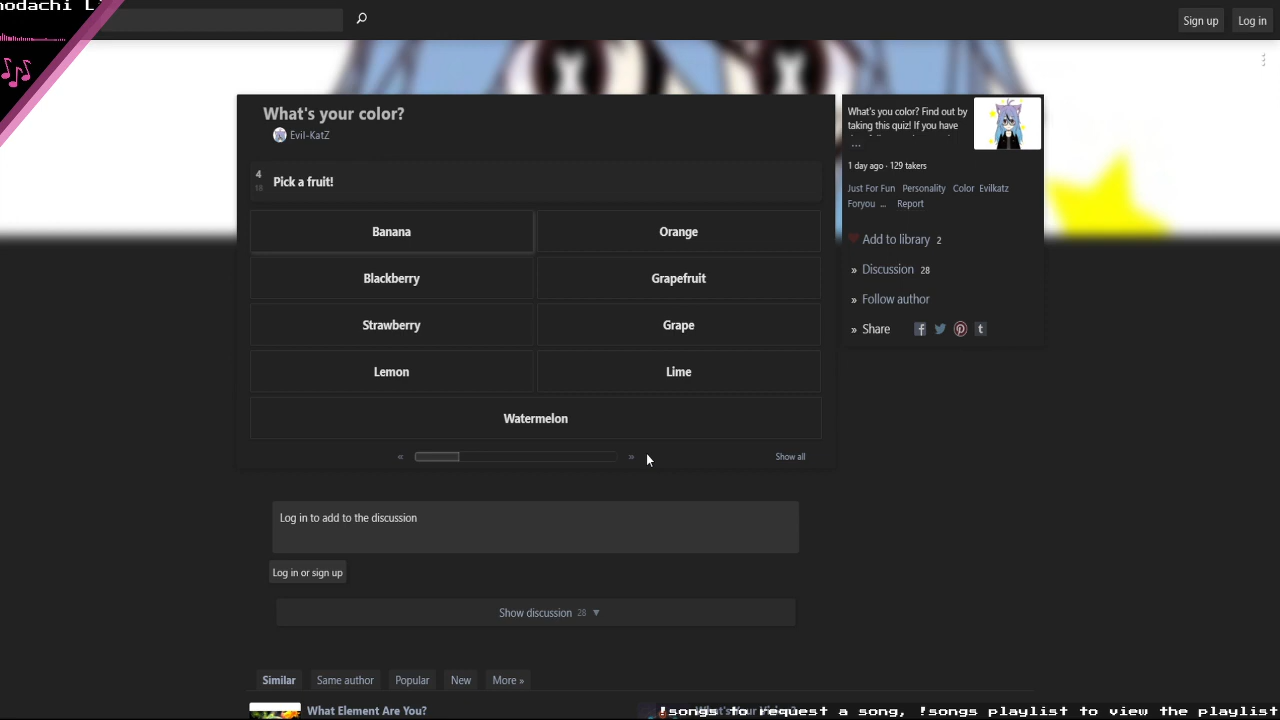 Sign up
Log in
What's your color?
Evil-KatZ
4
18
Pick a fruit!
Banana
Orange
Blackberry
Grapefruit
Strawberry
Grape
Lemon
Lime
Watermelon
«
»
Show all
What's you color? Find out by
taking this quiz! If you have
...
1 day ago · 129 takers
Just For Fun Personality Color Evilkatz
Foryou ... Report
Add to library 2
» Discussion 28
» Follow author
» Share
Log in to add to the discussion
Log in or sign up
Show discussion 28 ▼
Similar Same author Popular New More »
What Element Are You?
!songs to request a song, !songs playlist to view the playlist